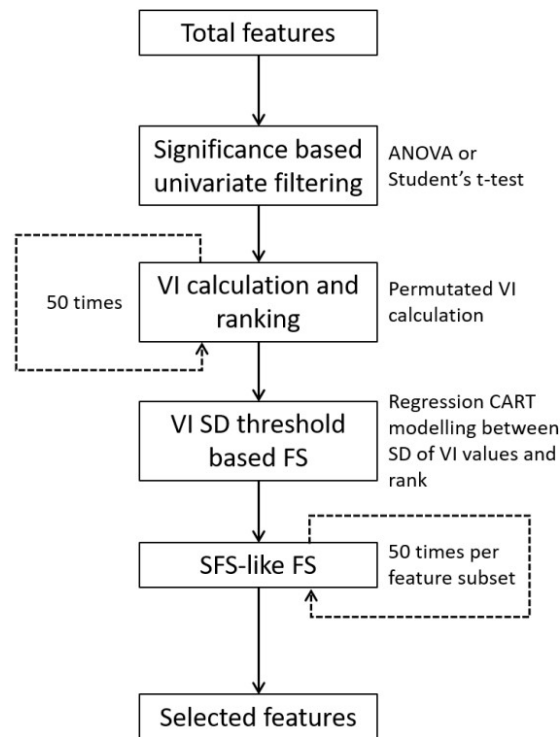 Total features
Significance based
univariate filtering
ANOVA or
Student's t-test
50 times
VI calculation and
ranking
Permutated VI
calculation
VI SD threshold
based FS
Regression CART
modelling between
SD of VI values and
rank
SFS-like FS
50 times per
feature subset
Selected features